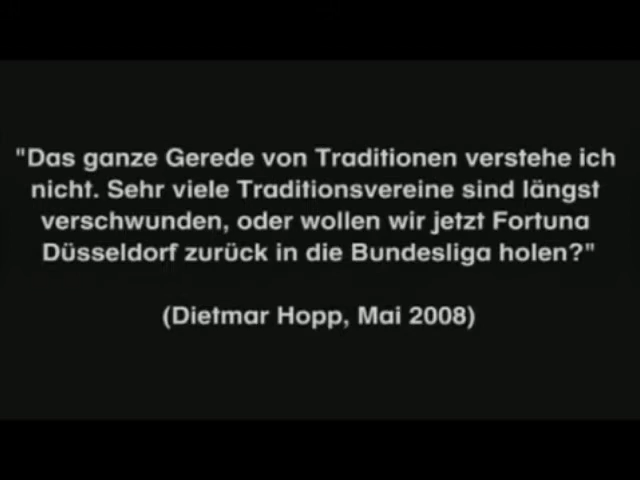 "Das ganze Gerede von Traditionen verstehe ich
nicht. Sehr viele Traditionsvereine sind längst
verschwunden, oder wollen wir jetzt Fortuna
Düsseldorf zurück in die Bundesliga holen?"
(Dietmar Hopp, Mai 2008)